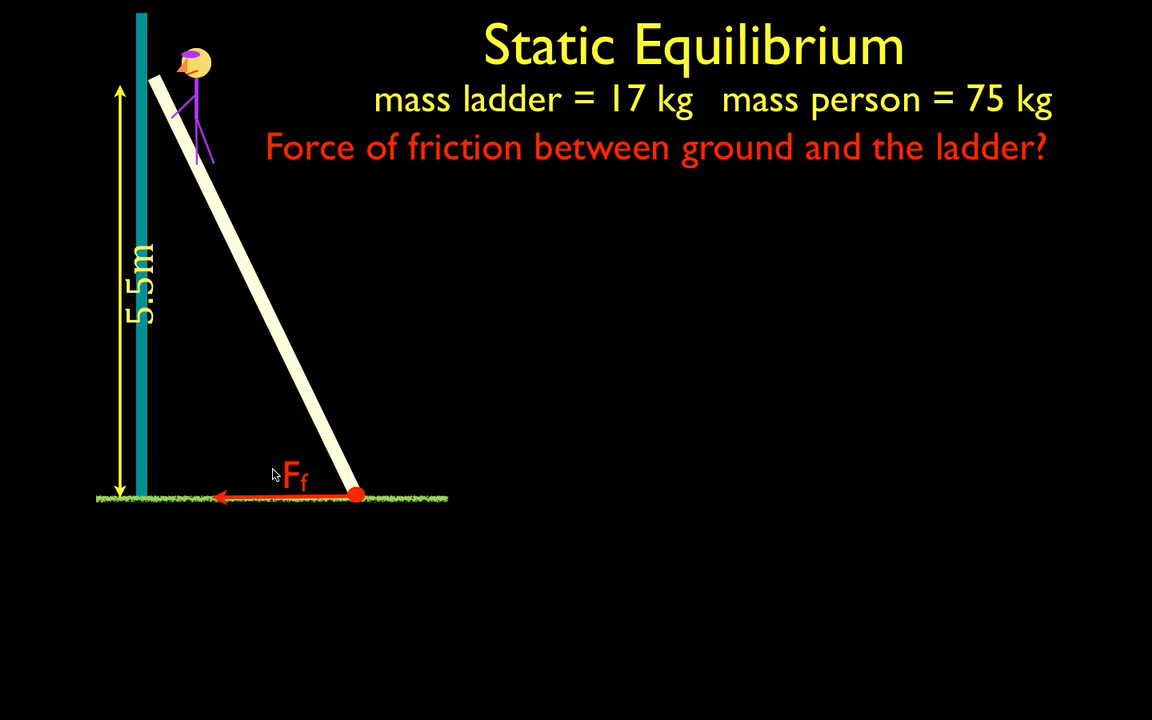 Static Equilibrium
mass ladder = 17 kg mass person = 75 kg
Force of friction between ground and the ladder?
5.5m
Ff